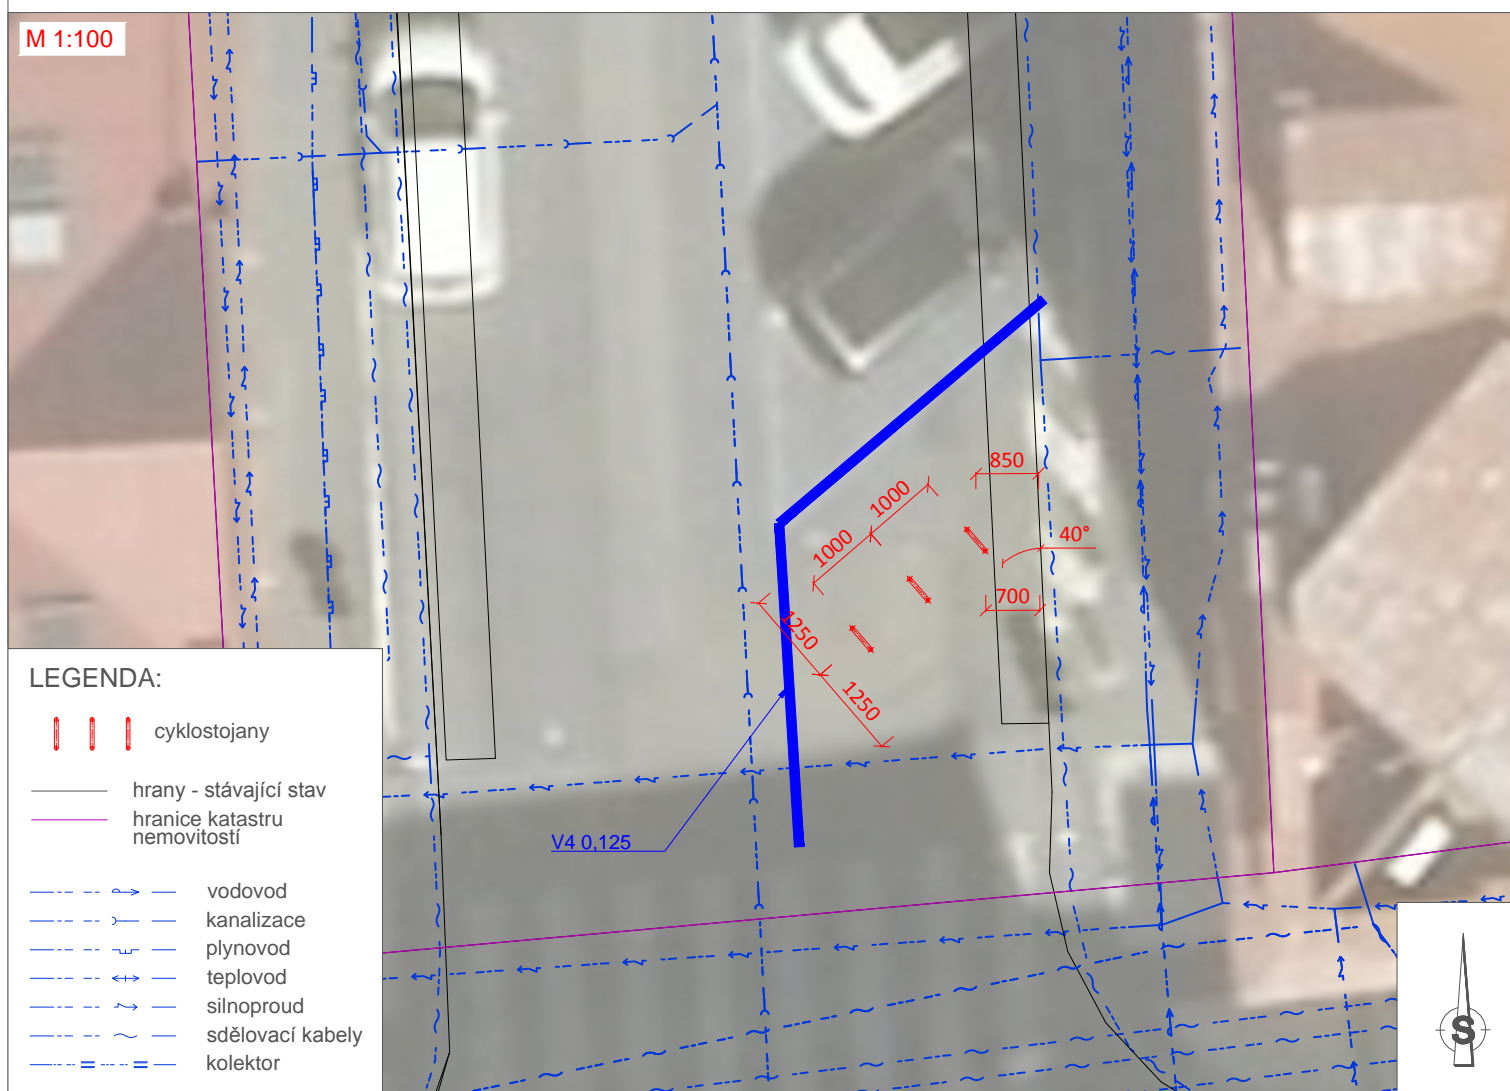 M 1:100
850
1000
1000
40°
700
1250
1250
V4 0,125
LEGENDA:
cyklostojany
hrany - stávající stav
hranice katastru
nemovitostí
vodovod
kanalizace
plynovod
teplovod
silnoproud
sdělovací kabely
kolektor
S